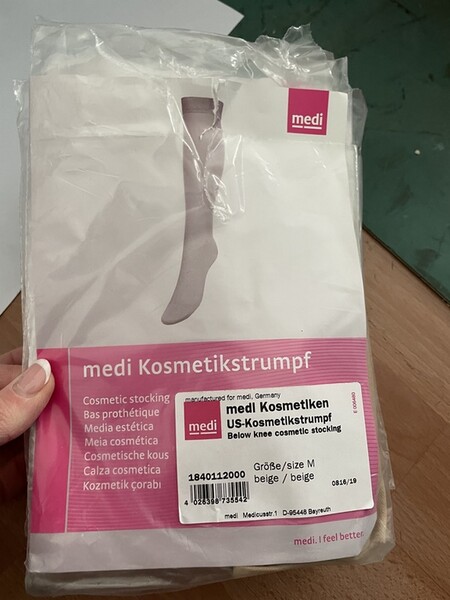 medi
medi Kosmetikstrumpf
Cosmetic stocking
Bas prothétique
Media estética
Meia cosmética
Cosmetische kous
Calza cosmetica
Kozmetik çorabı
manufactured for medi, Germany
medi
medi Kosmetiken
US-Kosmetikstrumpf
Below knee cosmetic stocking
1840112000
Größe/size M
beige / beige
4 026398 735542
0816/19
medi Medicusstr.1 D-95448 Bayreuth
medi. I feel better.